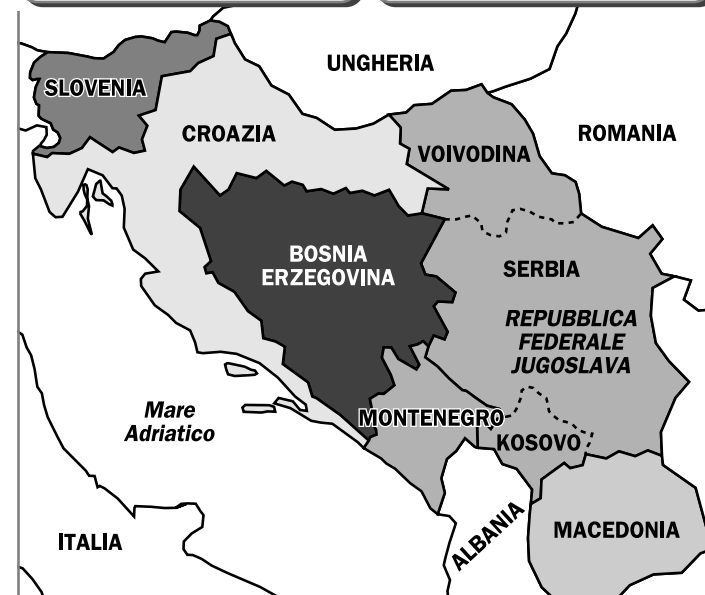 UNGHERIA
SLOVENIA
CROAZIA
ROMANIA
VOIVODINA
BOSNIA
ERZEGOVINA
SERBIA
REPUBBLICA
FEDERALE
JUGOSLAVA
Mare
Adriatico
MONTENEGRO
KOSOVO
ITALIA
ALBANIA
MACEDONIA